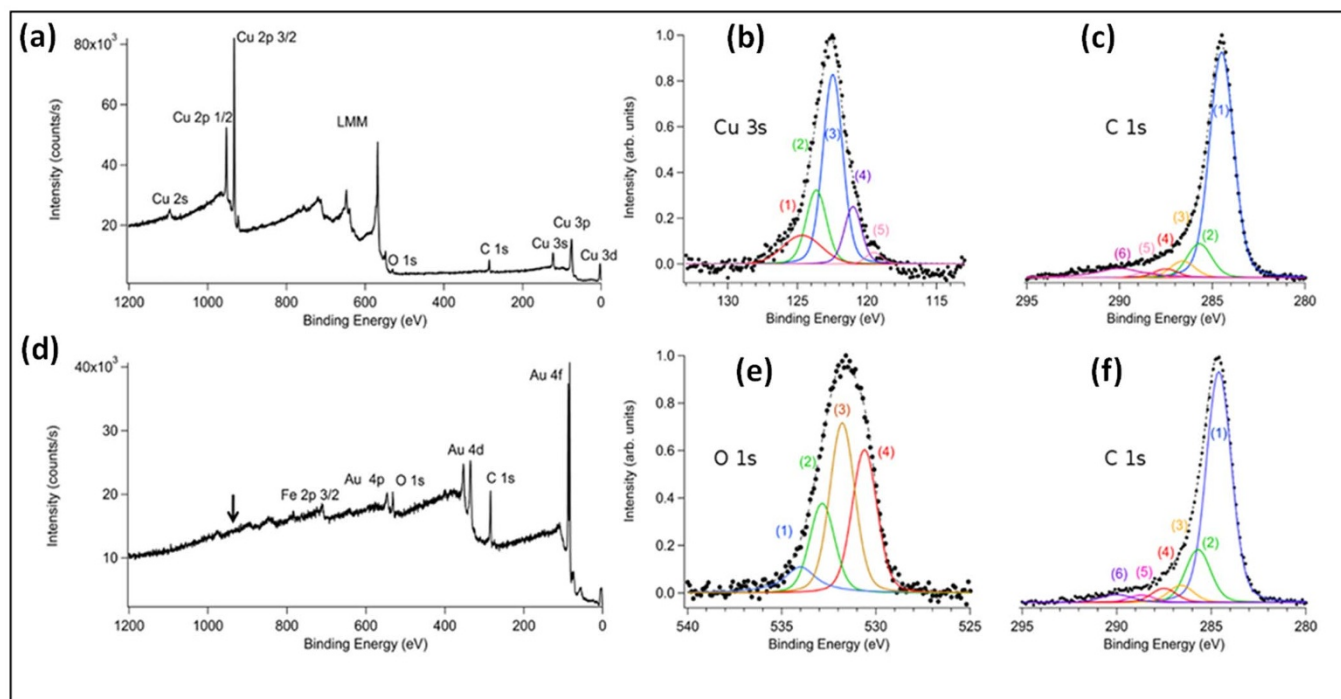 (a)
80x10³
60
40
20
Intensity (counts/s)
Cu 2p 3/2
Cu 2p 1/2
Cu 2s
LMM
O 1s
C 1s
Cu 3s
Cu 3p
Cu 3d
1200 1000 800 600 400 200 0
Binding Energy (eV)
(b)
1.0
0.8
0.6
0.4
0.2
0.0
Intensity (arb. units)
Cu 3s
(1)
(2)
(3)
(4)
(5)
130 125 120 115
Binding Energy (eV)
(c)
C 1s
(1)
(2)
(3)
(4)
(5)
(6)
295 290 285 280
Binding Energy (eV)
(d)
40x10³
30
20
10
Intensity (counts/s)
Au 4f
Au 4d
C 1s
Au 4p
O 1s
Fe 2p 3/2
1200 1000 800 600 400 200 0
Binding Energy (eV)
(e)
1.0
0.8
0.6
0.4
0.2
0.0
Intensity (arb. units)
O 1s
(1)
(2)
(3)
(4)
540 535 530 525
Binding Energy (eV)
(f)
C 1s
(1)
(2)
(3)
(4)
(5)
(6)
295 290 285 280
Binding Energy (eV)